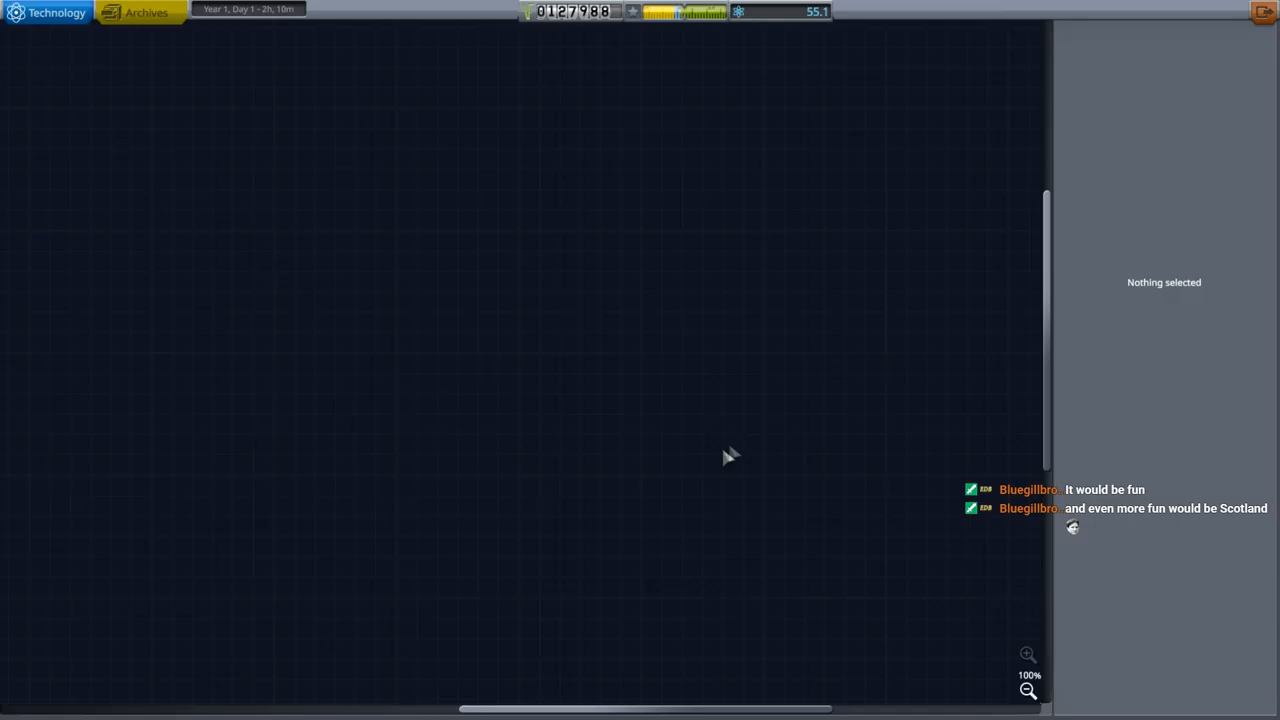 Technology
Archives
Year 1, Day 1 - 2h, 10m
0127988
55.1
Nothing selected
Bluegillbro. It would be fun
Bluegillbro. and even more fun would be Scotland
100%